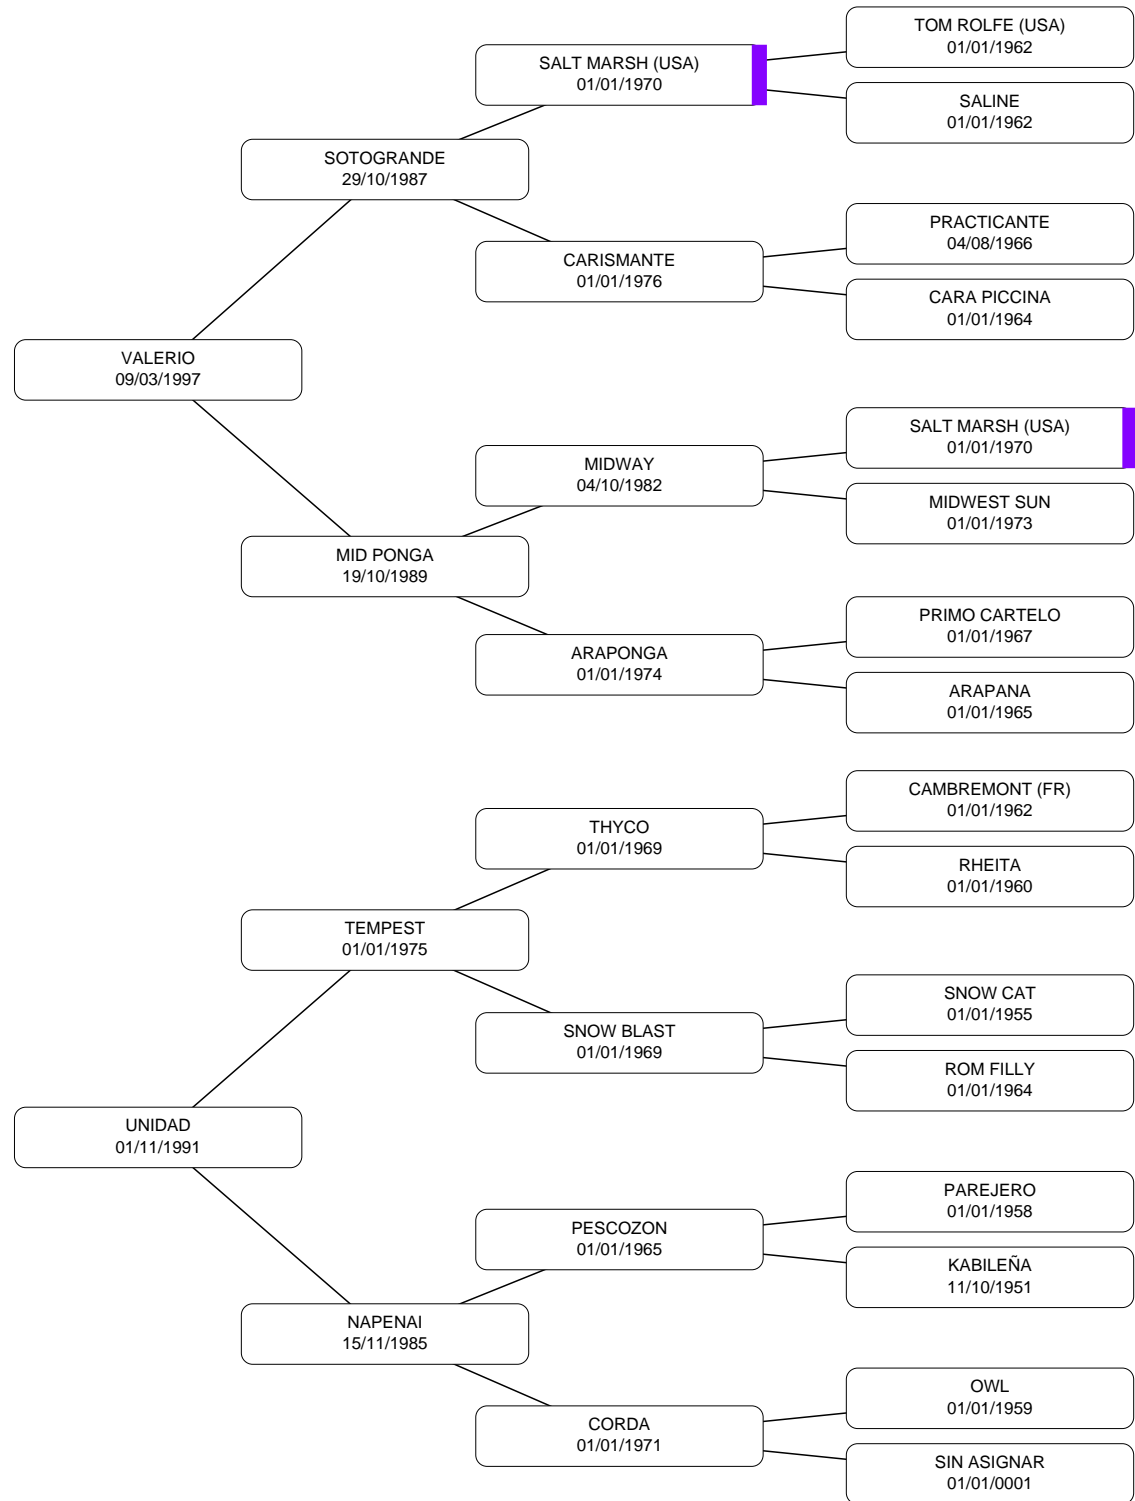 TOM ROLFE (USA)
01/01/1962
SALT MARSH (USA)
01/01/1970
SALINE
01/01/1962
SOTOGRANDE
29/10/1987
PRACTICANTE
04/08/1966
CARISMANTE
01/01/1976
CARA PICCINA
01/01/1964
VALERIO
09/03/1997
SALT MARSH (USA)
01/01/1970
MIDWAY
04/10/1982
MIDWEST SUN
01/01/1973
MID PONGA
19/10/1989
PRIMO CARTELO
01/01/1967
ARAPONGA
01/01/1974
ARAPANA
01/01/1965
CAMBREMONT (FR)
01/01/1962
THYCO
01/01/1969
RHEITA
01/01/1960
TEMPEST
01/01/1975
SNOW CAT
01/01/1955
SNOW BLAST
01/01/1969
ROM FILLY
01/01/1964
UNIDAD
01/11/1991
PAREJERO
01/01/1958
PESCOZON
01/01/1965
KABILEÑA
11/10/1951
NAPENAI
15/11/1985
OWL
01/01/1959
CORDA
01/01/1971
SIN ASIGNAR
01/01/0001